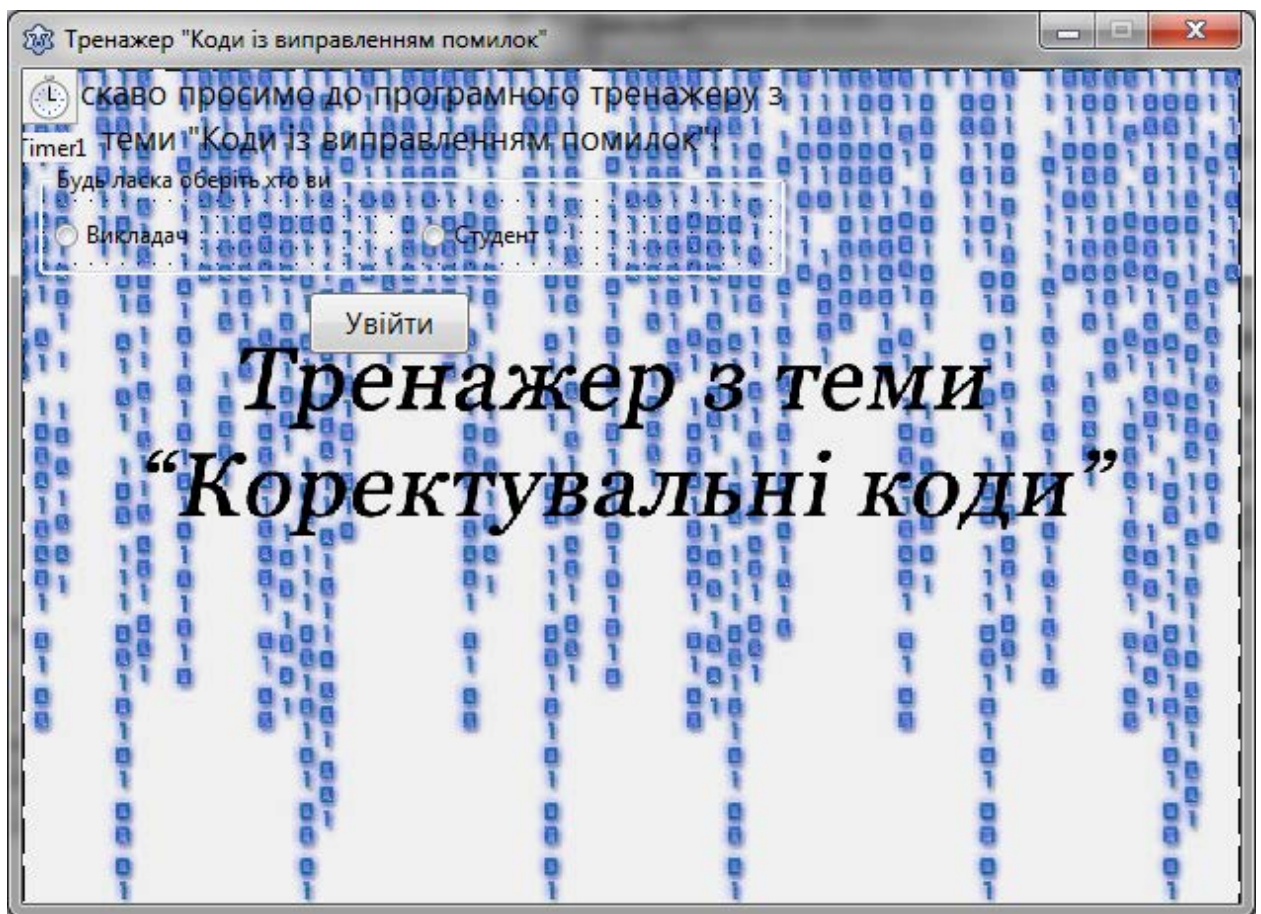 Тренажер "Коди із виправленням помилок"
скаво просимо до програмного тренажеру з
теми "Коди із виправленням помилок"!
Timer1
Будь ласка оберіть хто ви
Викладач
Студент
Увійти
Тренажер з теми
“Коректувальні коди”